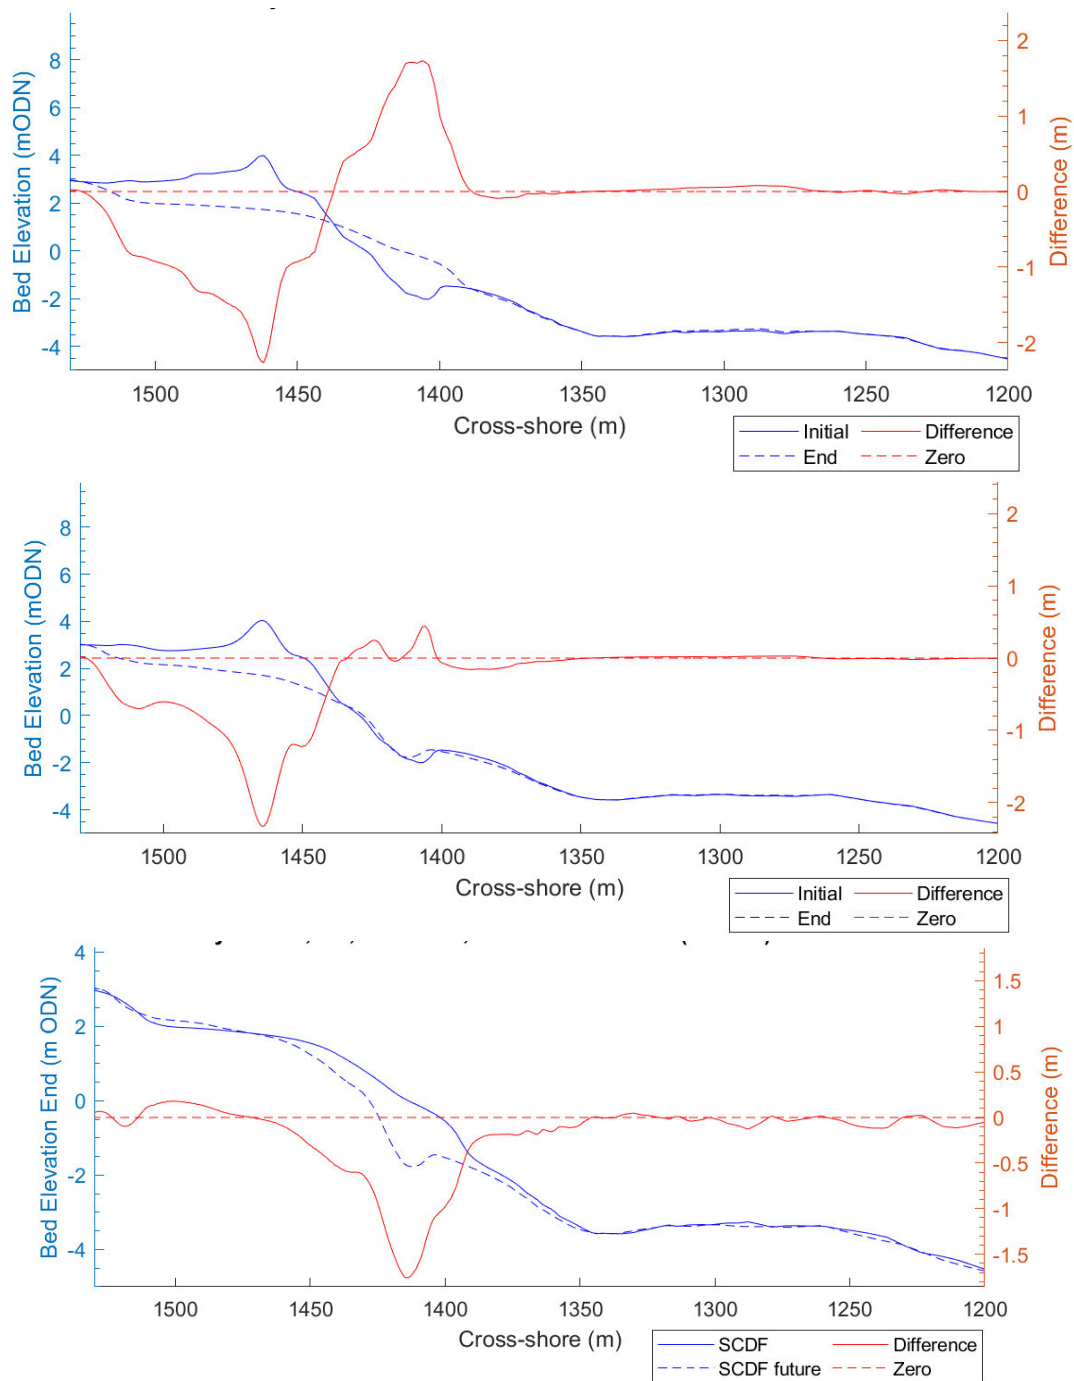 Bed Elevation (mODN)
8
6
4
2
0
-2
-4
2
1
0
-1
-2
Difference (m)
1500 1450 1400 1350 1300 1250 1200
Cross-shore (m)
Initial Difference
End Zero
Bed Elevation (mODN)
8
6
4
2
0
-2
-4
2
1
0
-1
-2
Difference (m)
1500 1450 1400 1350 1300 1250 1200
Cross-shore (m)
Initial Difference
End Zero
Bed Elevation End (m ODN)
4
2
0
-2
-4
1.5
1
0.5
0
-0.5
-1
-1.5
Difference (m)
1500 1450 1400 1350 1300 1250 1200
Cross-shore (m)
SCDF Difference
SCDF future Zero